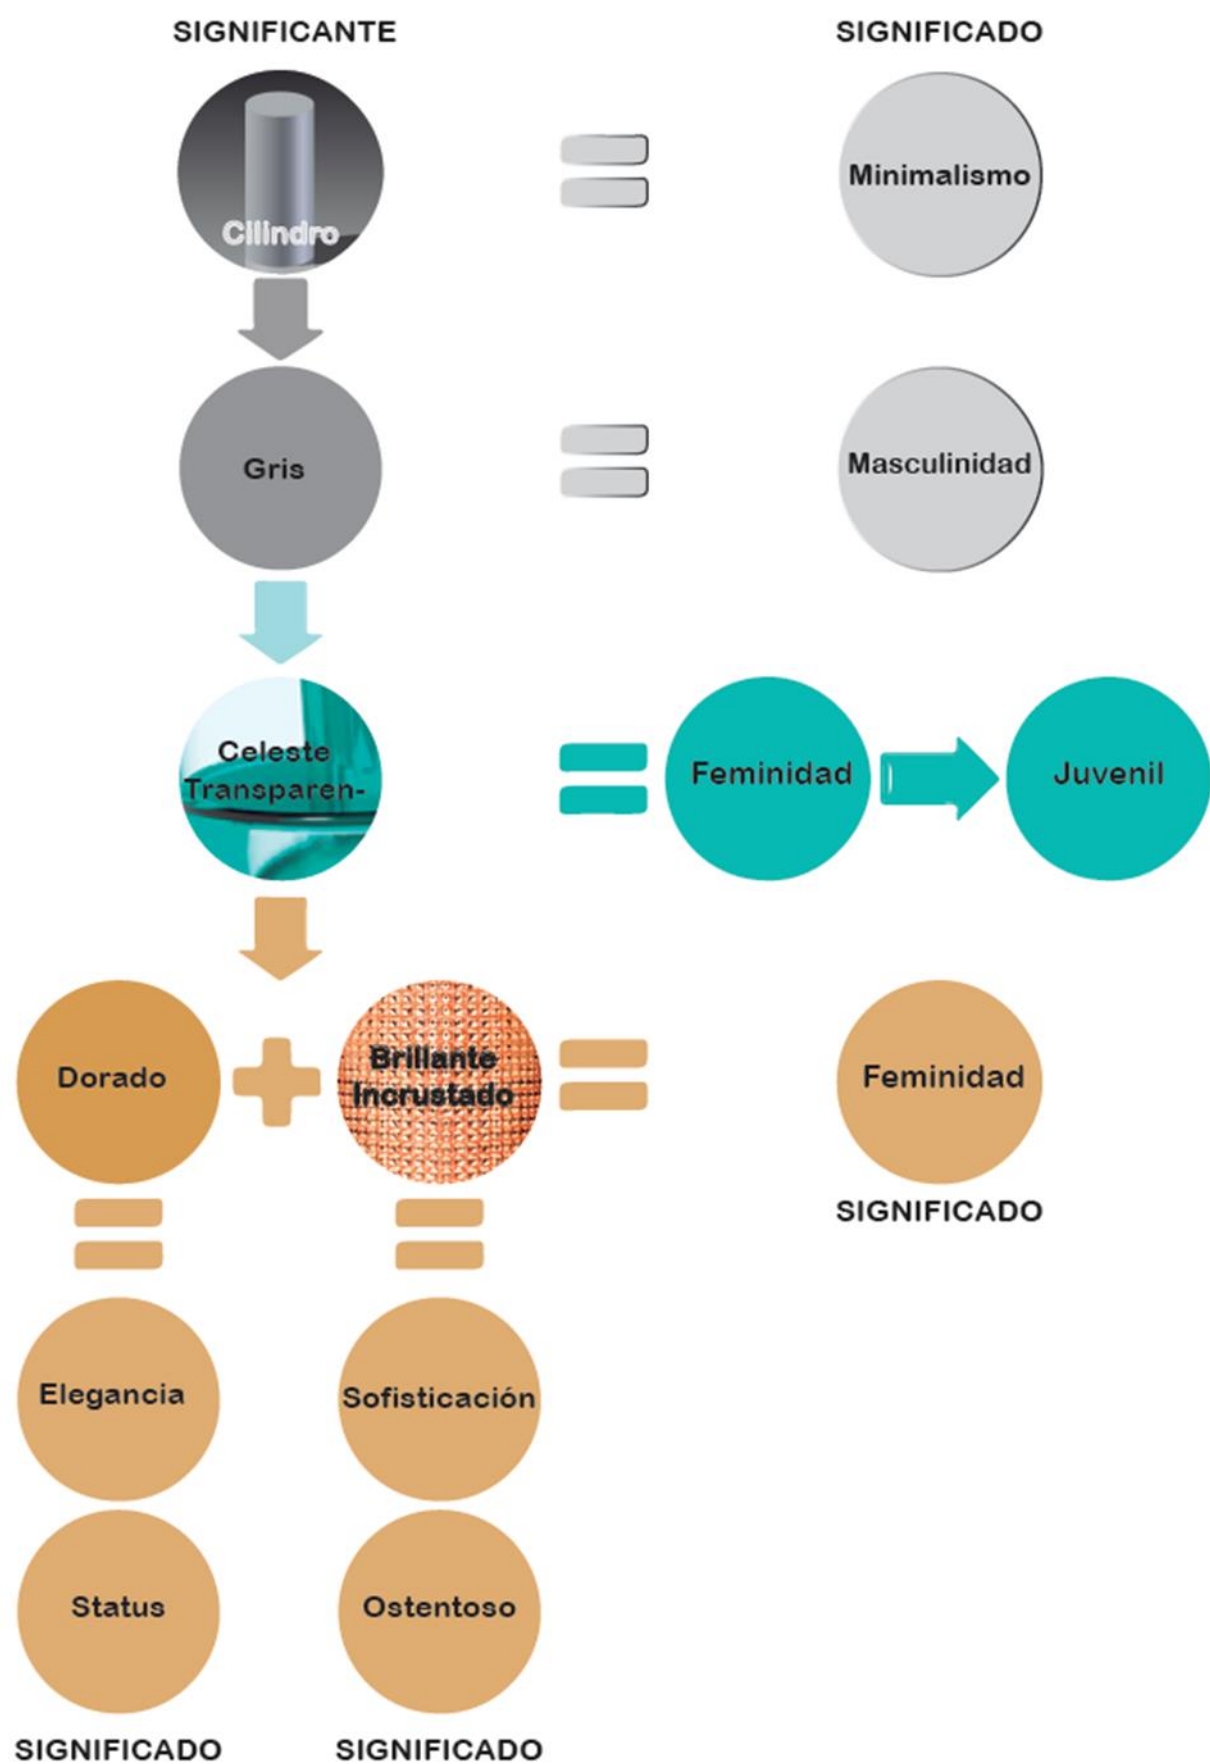 SIGNIFICANTE
SIGNIFICADO
Cilindro
Minimalismo
Gris
Masculinidad
Celeste
Transparen-
Feminidad
Juvenil
Dorado
Brillante
Incrustado
Feminidad
SIGNIFICADO
Elegancia
Sofisticación
Status
Ostentoso
SIGNIFICADO
SIGNIFICADO